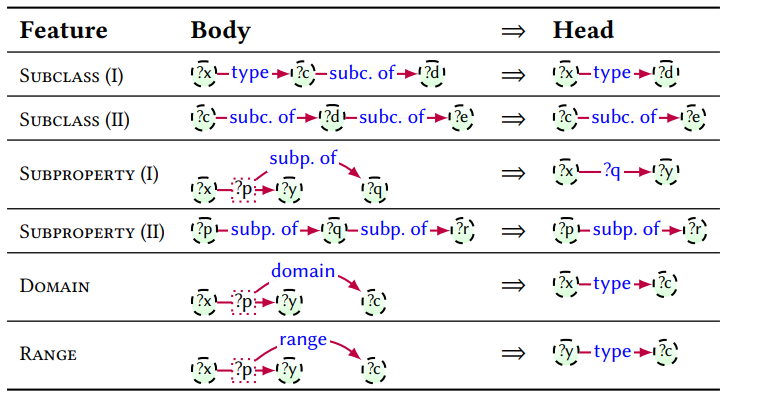 Feature Body ⇒ Head
SUBCLASS (I) ?x type ?c subc. of ?d ⇒ ?x type ?d
SUBCLASS (II) ?c subc. of ?d subc. of ?e ⇒ ?c subc. of ?e
subp. of
SUBPROPERTY (I) ?x ?p ?y ?q ⇒ ?x ?q ?y
SUBPROPERTY (II) ?p subp. of ?q subp. of ?r ⇒ ?p subp. of ?r
domain
DOMAIN ?x ?p ?y ?c ⇒ ?x type ?c
range
RANGE ?x ?p ?y ?c ⇒ ?y type ?c